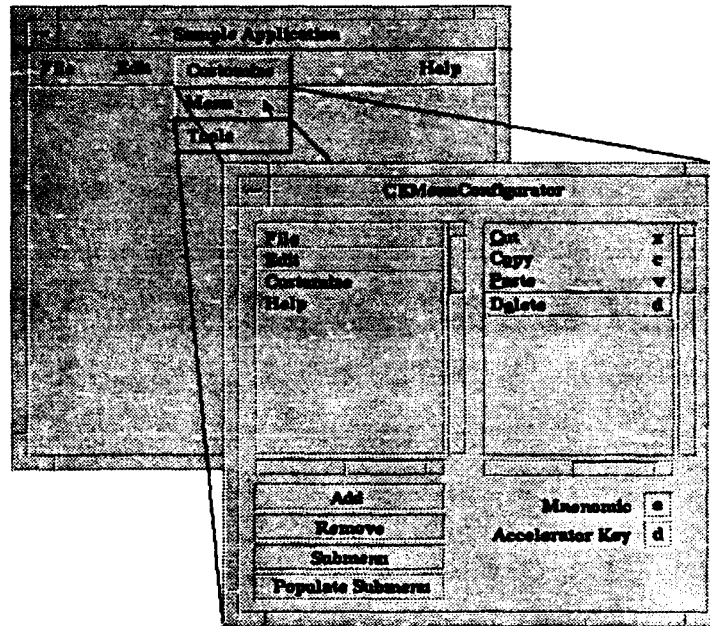 Sample Application
File Edit Customize Help
Menu
Tools
CEMenuConfigurator
File
Edit
Customize
Help
Cut x
Copy c
Paste v
Delete d
Add
Remove
Submenu
Populate Submenu
Mnemonic e
Accelerator Key d